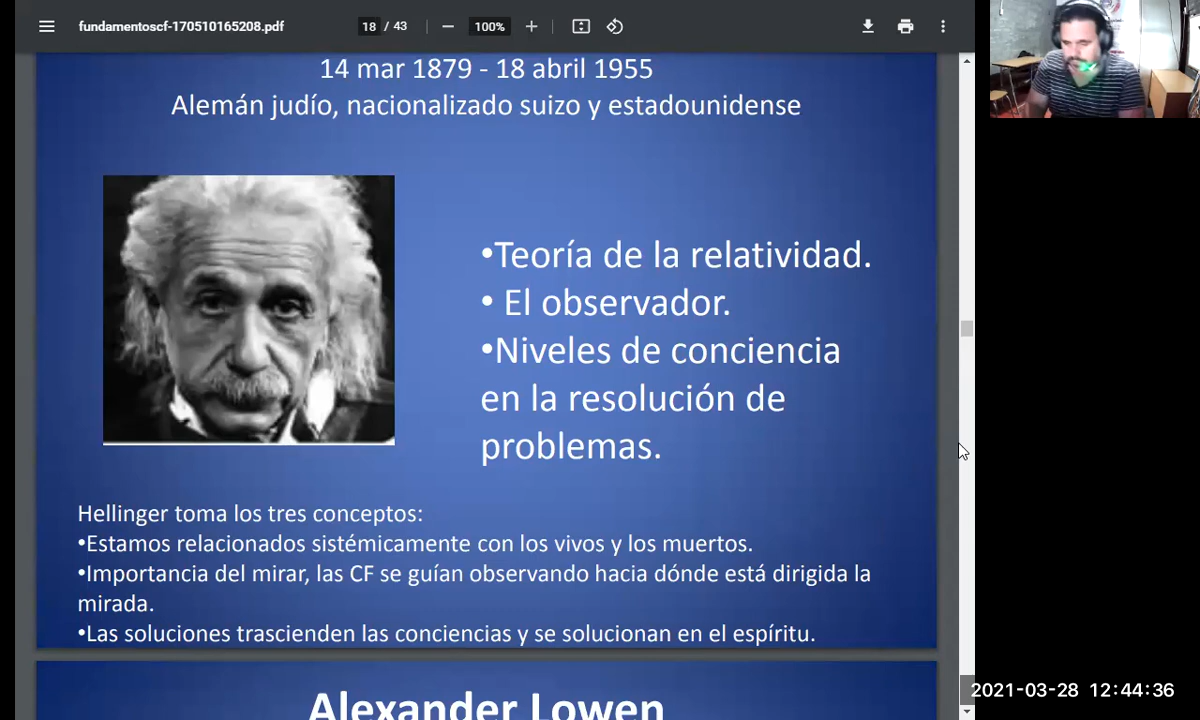 fundamentoscf-170510165208.pdf
18 / 43
100%
14 mar 1879 - 18 abril 1955
Alemán judío, nacionalizado suizo y estadounidense
•Teoría de la relatividad.
• El observador.
•Niveles de conciencia
en la resolución de
problemas.
Hellinger toma los tres conceptos:
•Estamos relacionados sistémicamente con los vivos y los muertos.
•Importancia del mirar, las CF se guían observando hacia dónde está dirigida la
mirada.
•Las soluciones trascienden las conciencias y se solucionan en el espíritu.
Alexander Lowen
2021-03-28 12:44:36